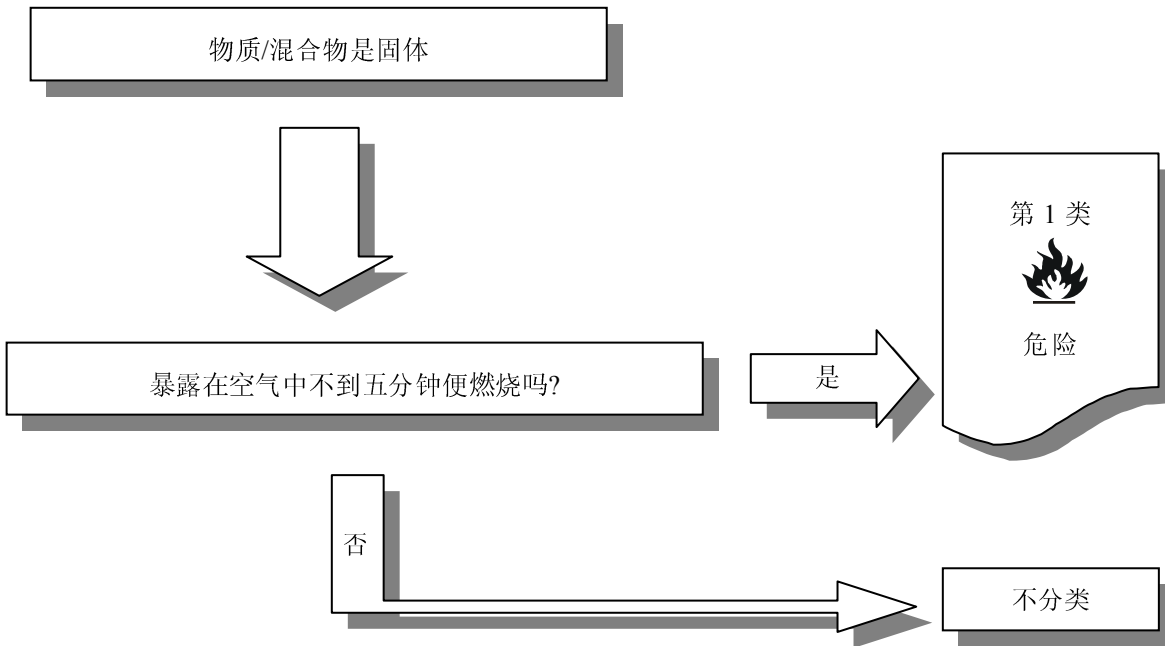 物质/混合物是固体
第 1 类
危险
暴露在空气中不到五分钟便燃烧吗?
是
否
不分类